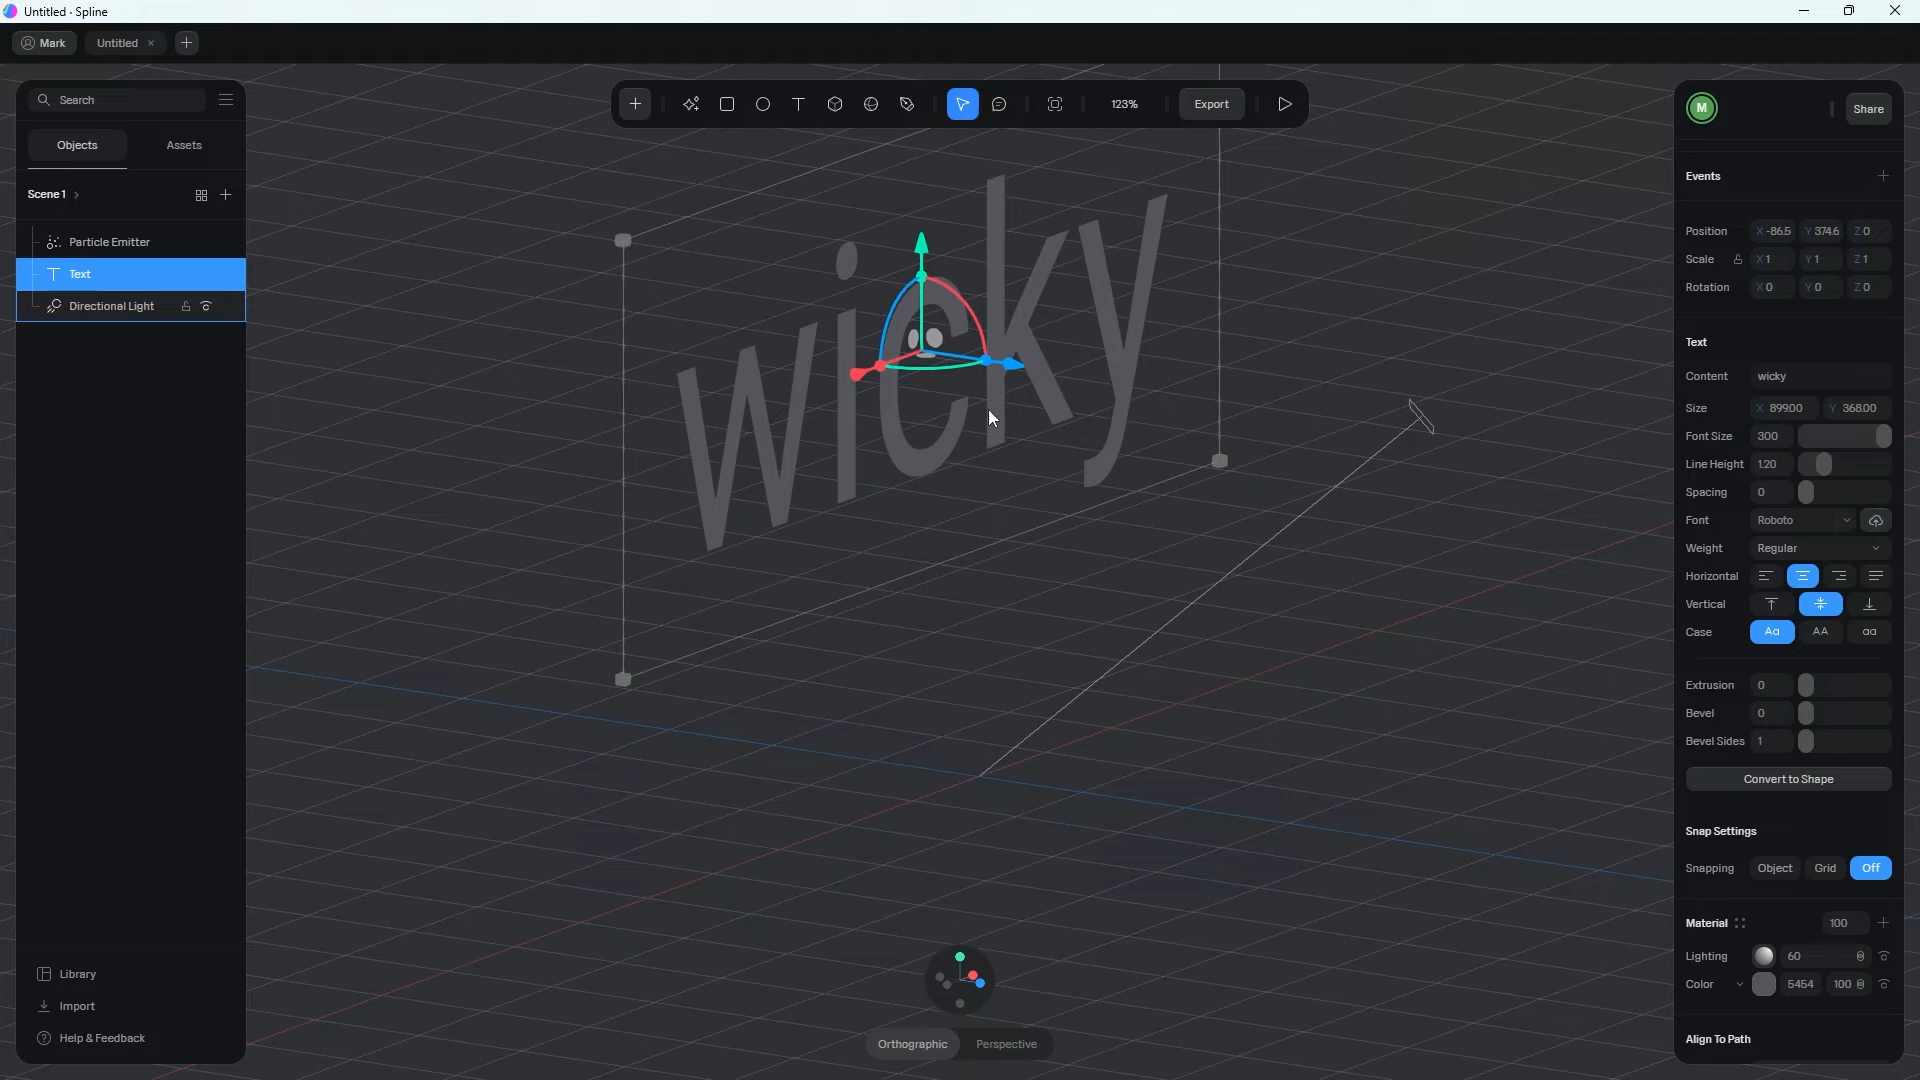 Untitled - Spline
Mark
Untitled
Search
Objects
Assets
Scene 1
Particle Emitter
Text
Directional Light
Library
Import
Help & Feedback
123%
Export
wicky
Orthographic
Perspective
M
Share
Events
Position X -86.5 Y 374.6 Z 0
Scale X 1 Y 1 Z 1
Rotation X 0 Y 0 Z 0
Text
Content wicky
Size X 899.00 Y 368.00
Font Size 300
Line Height 1.20
Spacing 0
Font Roboto
Weight Regular
Horizontal
Vertical
Case Aa AA aa
Extrusion 0
Bevel 0
Bevel Sides 1
Convert to Shape
Snap Settings
Snapping Object Grid Off
Material 100
Lighting 60
Color 5454 100
Align To Path